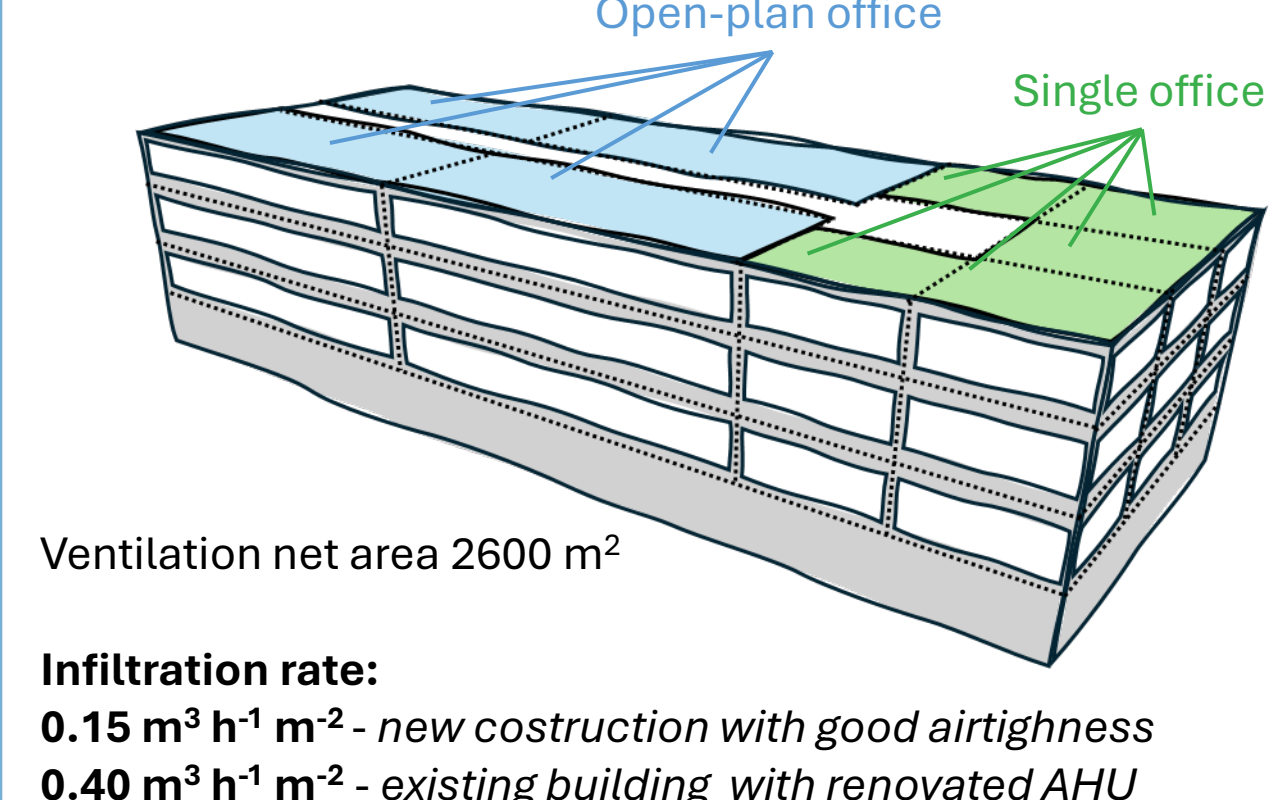 Open-plan office
Single office
Ventilation net area 2600 m²
Infiltration rate:
0.15 m³ h⁻¹ m⁻² - new costruction with good airtighness
0.40 m³ h⁻¹ m⁻² - existing building with renovated AHU